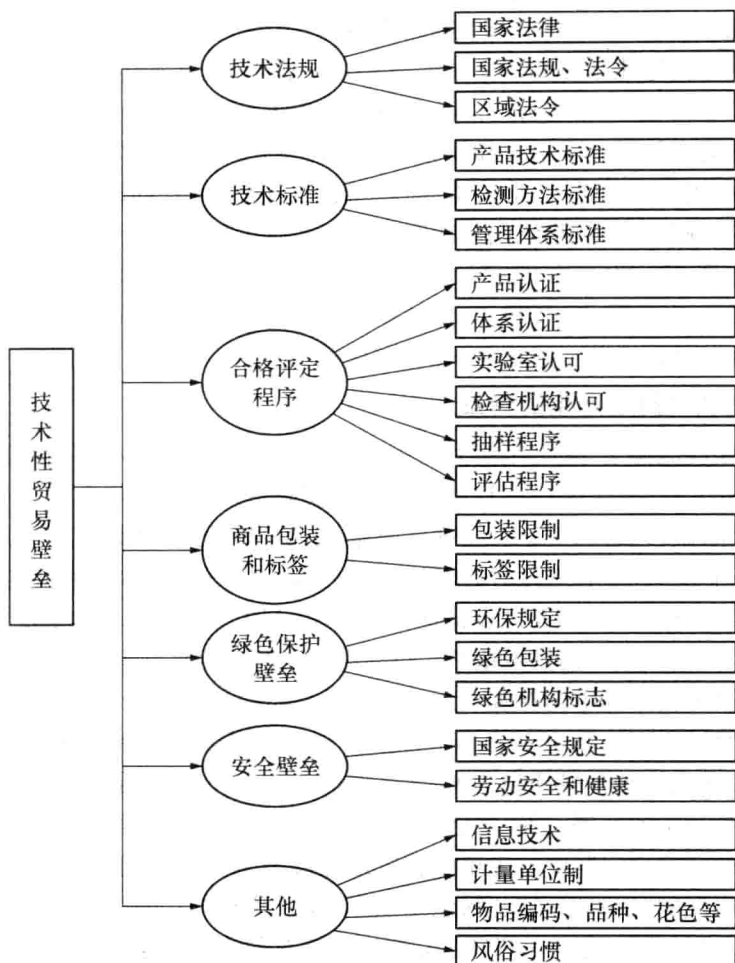 技术性贸易壁垒
技术法规
国家法律
国家法规、法令
区域法令
技术标准
产品技术标准
检测方法标准
管理体系标准
合格评定
程序
产品认证
体系认证
实验室认可
检查机构认可
抽样程序
评估程序
商品包装
和标签
包装限制
标签限制
绿色保护
壁垒
环保规定
绿色包装
绿色机构标志
安全壁垒
国家安全规定
劳动安全和健康
其他
信息技术
计量单位制
物品编码、品种、花色等
风俗习惯